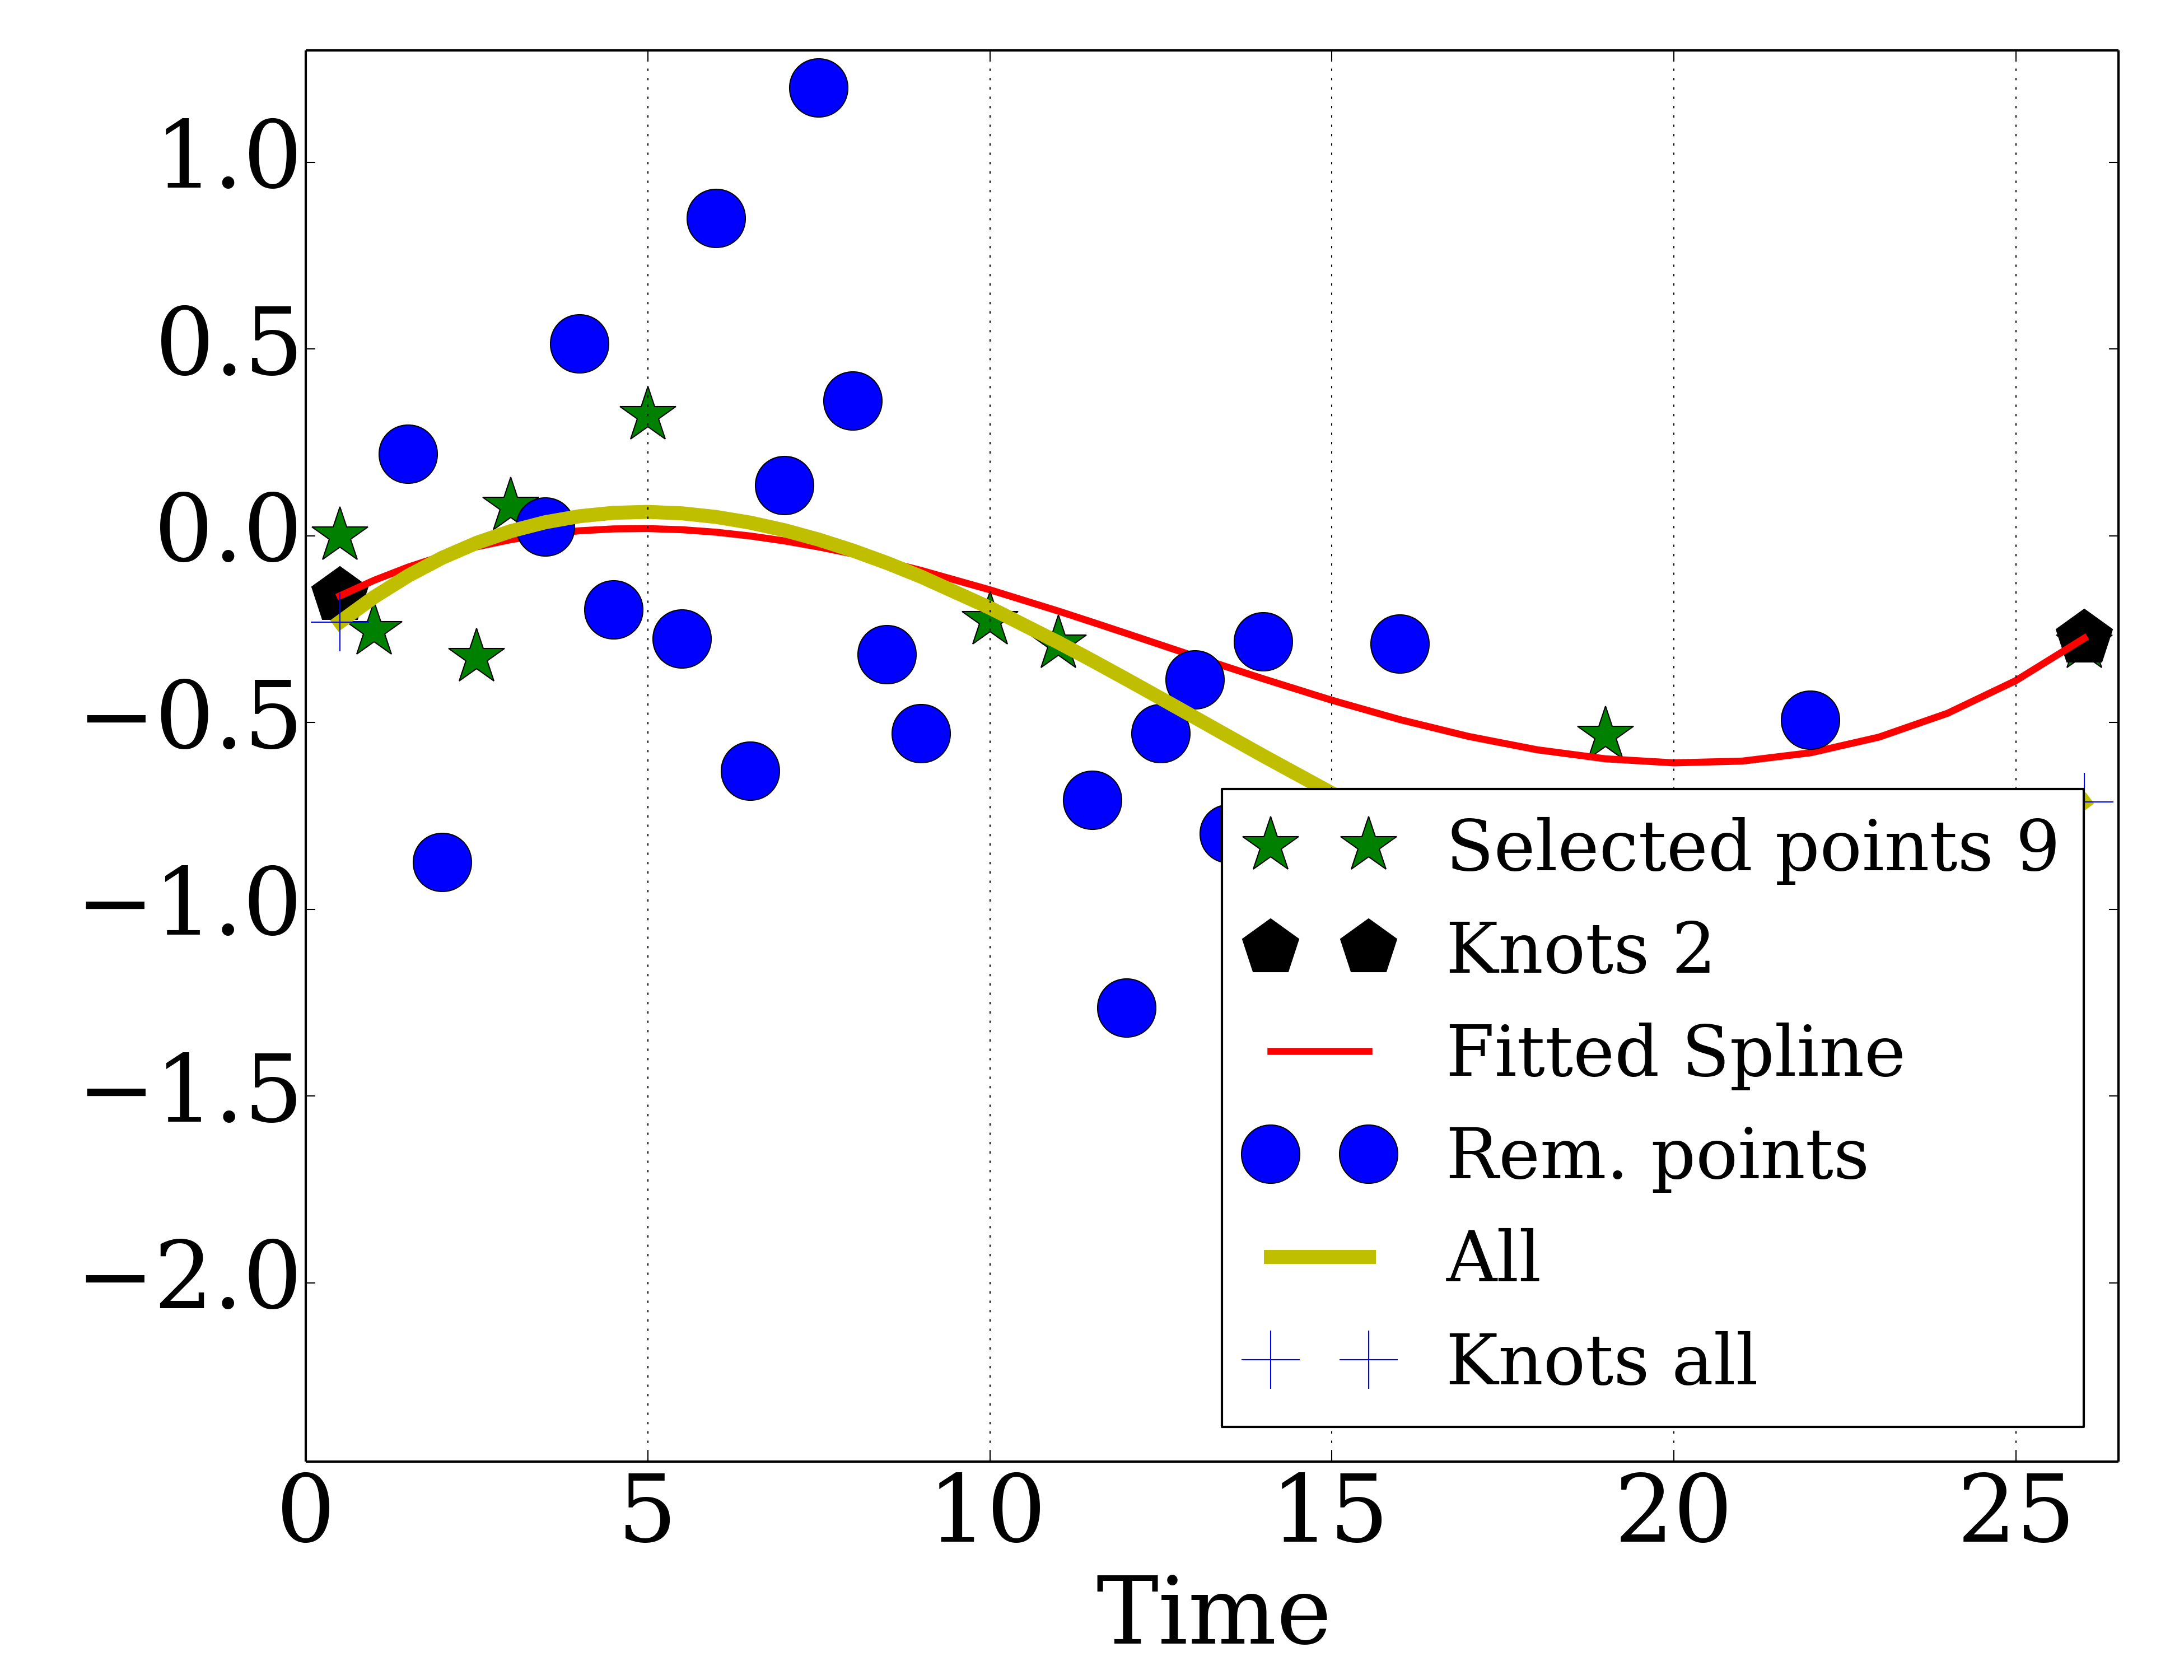 1.0
0.5
0.0
−0.5
−1.0
−1.5
−2.0
Selected points 9
Knots 2
Fitted Spline
Rem. points
All
Knots all
0 5 10 15 20 25
Time